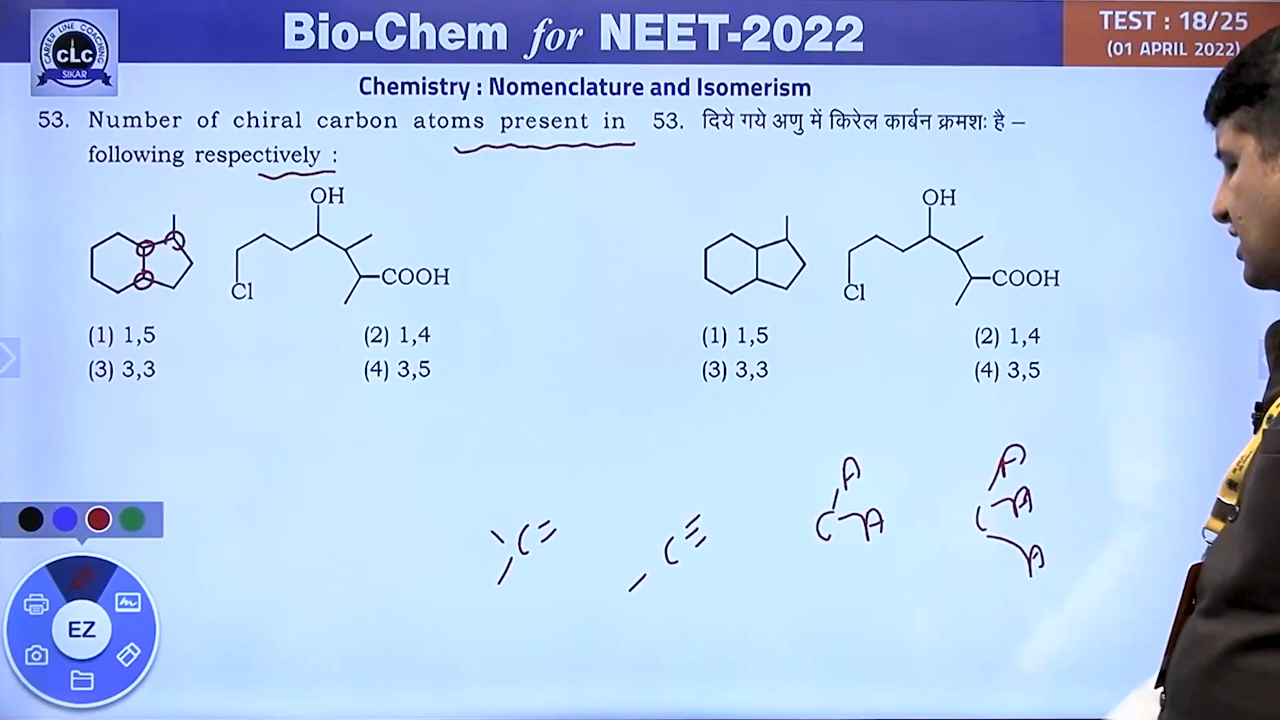 CAREER LINE COACHING
CLC
SIKAR
Bio-Chem for NEET-2022
TEST : 18/25
(01 APRIL 2022)
Chemistry : Nomenclature and Isomerism
53. Number of chiral carbon atoms present in
following respectively :
OH
Cl
COOH
(1) 1,5
(2) 1,4
(3) 3,3
(4) 3,5
53. दिये गये अणु में किरेल कार्बन क्रमशः है –
OH
Cl
COOH
(1) 1,5
(2) 1,4
(3) 3,3
(4) 3,5
C=
C≡
A
C A
A
C A
A
EZ